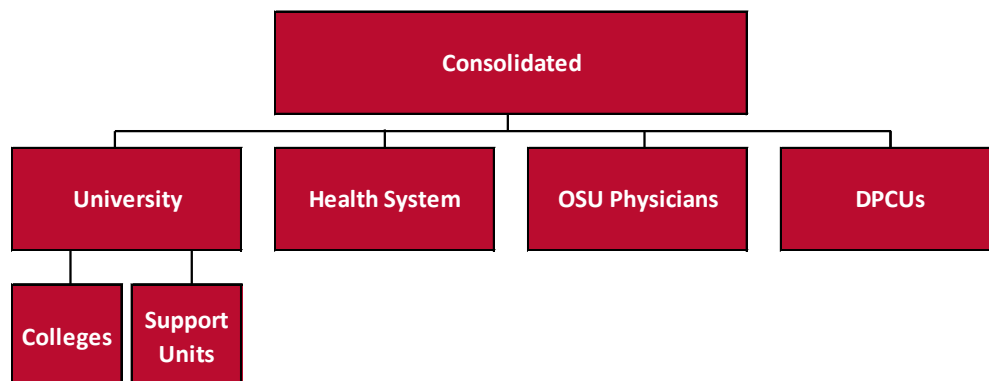 Consolidated
University
Health System
OSU Physicians
DPCUs
Colleges
Support
Units